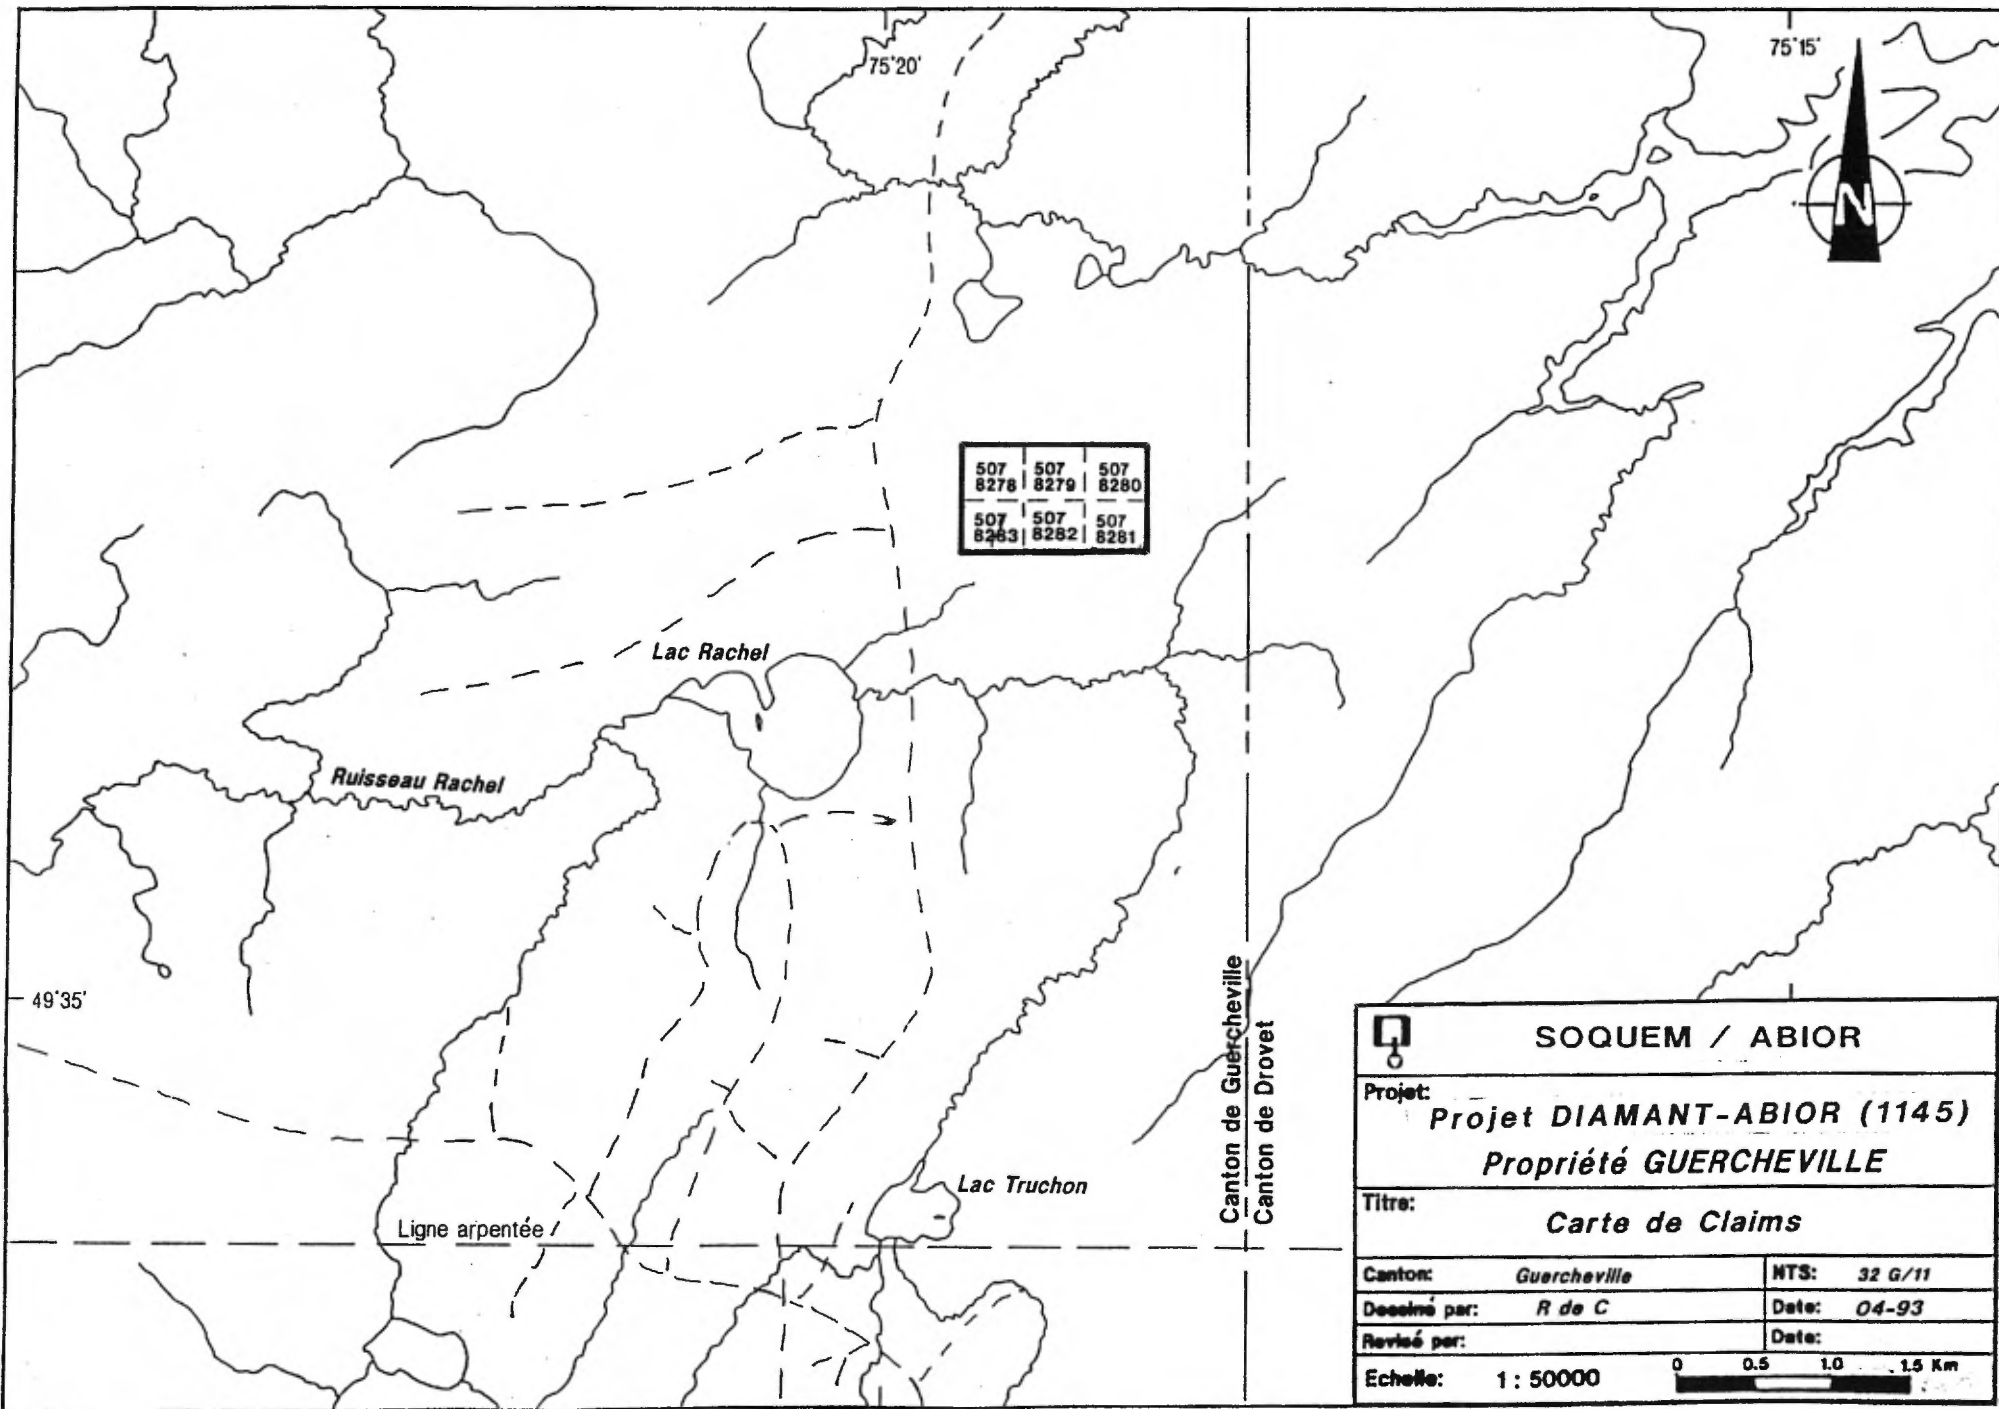 75°20'
75°15'
N
507 507 507
8278 8279 8280
507 507 507
8283 8282 8281
Lac Rachel
Ruisseau Rachel
49°35'
Canton de Guercheville
Canton de Drovet
Lac Truchon
Ligne arpentée
SOQUEM / ABIOR
Projet:
Projet DIAMANT-ABIOR (1145)
Propriété GUERCHEVILLE
Titre:
Carte de Claims
Canton: Guercheville NTS: 32 G/11
Dessiné par: R de C Date: 04-93
Revisé par: Date:
Echelle: 1 : 50000 0 0.5 1.0 1.5 Km